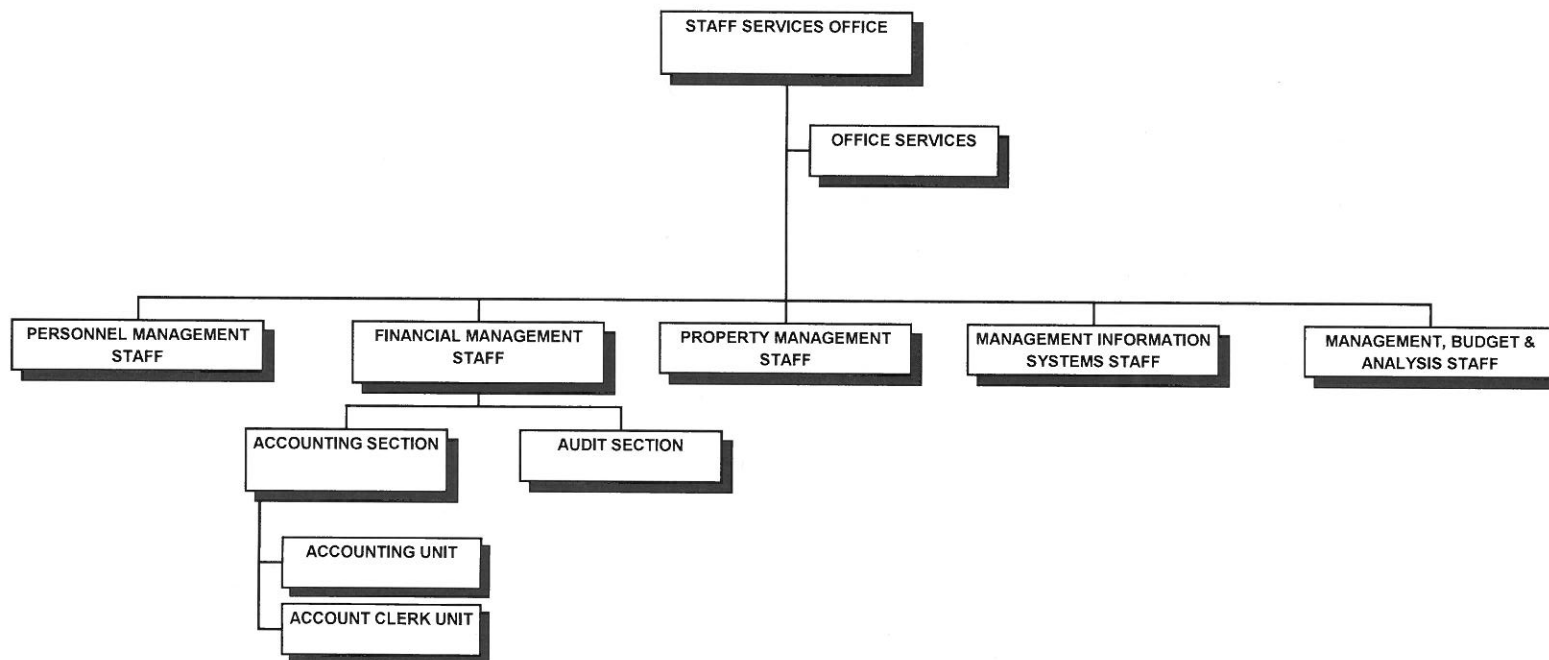 STAFF SERVICES OFFICE
OFFICE SERVICES
PERSONNEL MANAGEMENT
STAFF
FINANCIAL MANAGEMENT
STAFF
PROPERTY MANAGEMENT
STAFF
MANAGEMENT INFORMATION
SYSTEMS STAFF
MANAGEMENT, BUDGET &
ANALYSIS STAFF
ACCOUNTING SECTION
AUDIT SECTION
ACCOUNTING UNIT
ACCOUNT CLERK UNIT